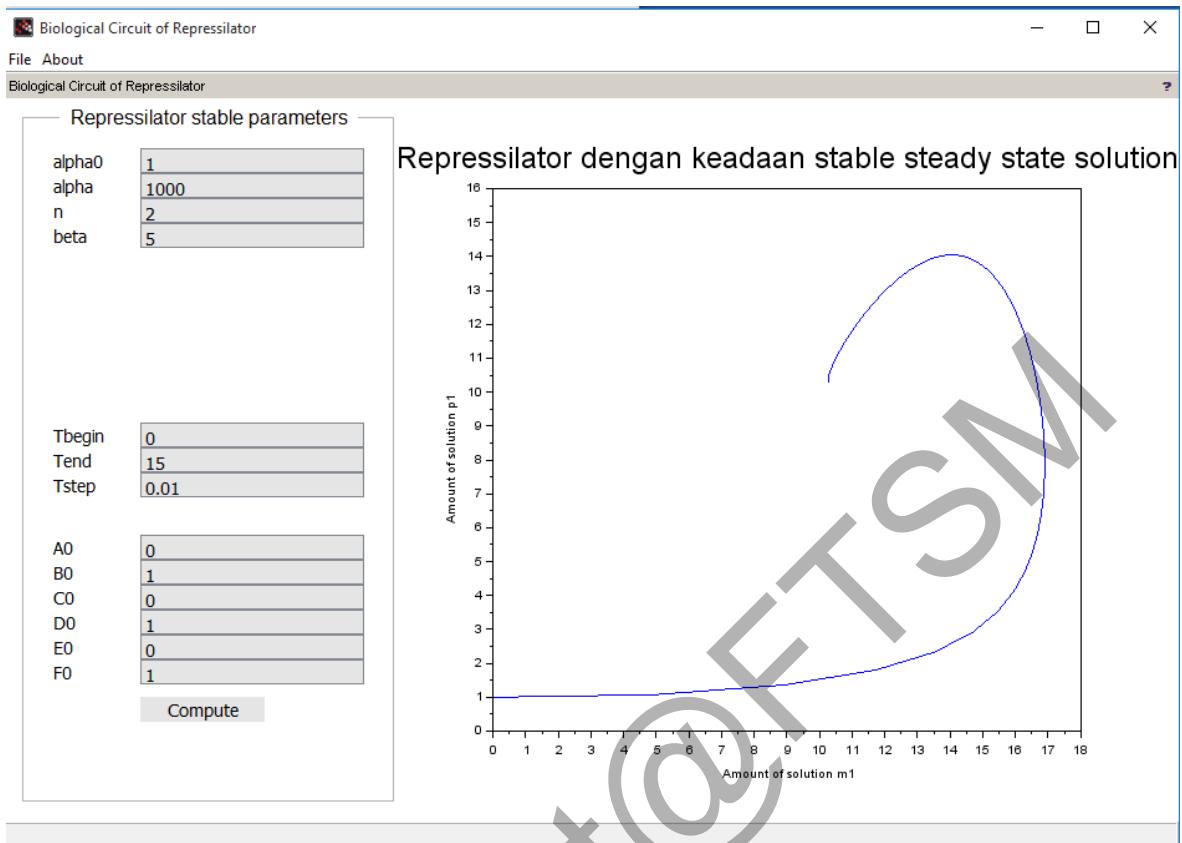 Biological Circuit of Repressilator
File About
Biological Circuit of Repressilator ?
Repressilator stable parameters
alpha0 1
alpha 1000
n 2
beta 5
Tbegin 0
Tend 15
Tstep 0.01
A0 0
B0 1
C0 0
D0 1
E0 0
F0 1
Compute
Repressilator dengan keadaan stable steady state solution
16
15
14
13
12
11
10
9
8
7
6
5
4
3
2
1
0
Amount of solution p1
0 1 2 3 4 5 6 7 8 9 10 11 12 13 14 15 16 17 18
Amount of solution m1
t@FTSM